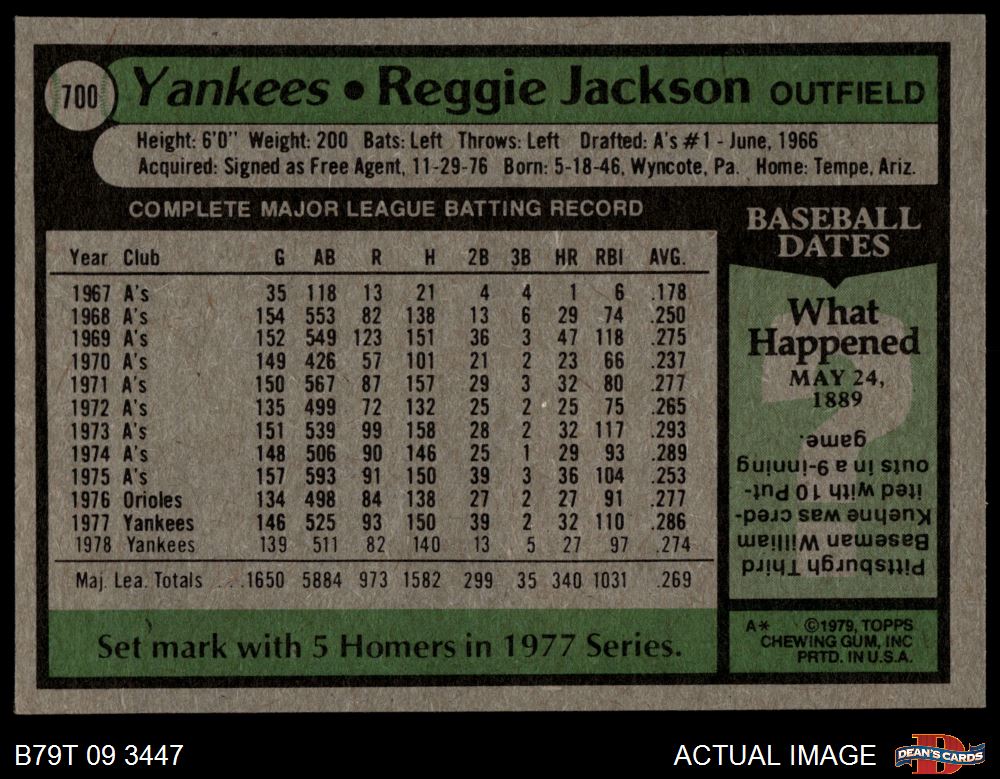 700 Yankees • Reggie Jackson OUTFIELD
Height: 6'0" Weight: 200 Bats: Left Throws: Left Drafted: A's #1 - June, 1966
Acquired: Signed as Free Agent, 11-29-76 Born: 5-18-46, Wyncote, Pa. Home: Tempe, Ariz.
COMPLETE MAJOR LEAGUE BATTING RECORD
Year Club G AB R H 2B 3B HR RBI AVG.
1967 A's 35 118 13 21 4 4 1 6 .178
1968 A's 154 553 82 138 13 6 29 74 .250
1969 A's 152 549 123 151 36 3 47 118 .275
1970 A's 149 426 57 101 21 2 23 66 .237
1971 A's 150 567 87 157 29 3 32 80 .277
1972 A's 135 499 72 132 25 2 25 75 .265
1973 A's 151 539 99 158 28 2 32 117 .293
1974 A's 148 506 90 146 25 1 29 93 .289
1975 A's 157 593 91 150 39 3 36 104 .253
1976 Orioles 134 498 84 138 27 2 27 91 .277
1977 Yankees 146 525 93 150 39 2 32 110 .286
1978 Yankees 139 511 82 140 13 5 27 97 .274
Maj. Lea. Totals . . .1650 5884 973 1582 299 35 340 1031 .269
Set mark with 5 Homers in 1977 Series.
BASEBALL
DATES
What
Happened
MAY 24,
1889
Pittsburgh Third
Baseman William
Kuehne was cred-
ited with 10 Put-
outs in a 9-inning
game.
A* ©1979, TOPPS
CHEWING GUM, INC
PRTD. IN U.S.A.
B79T 09 3447
ACTUAL IMAGE
D
DEAN'S CARDS